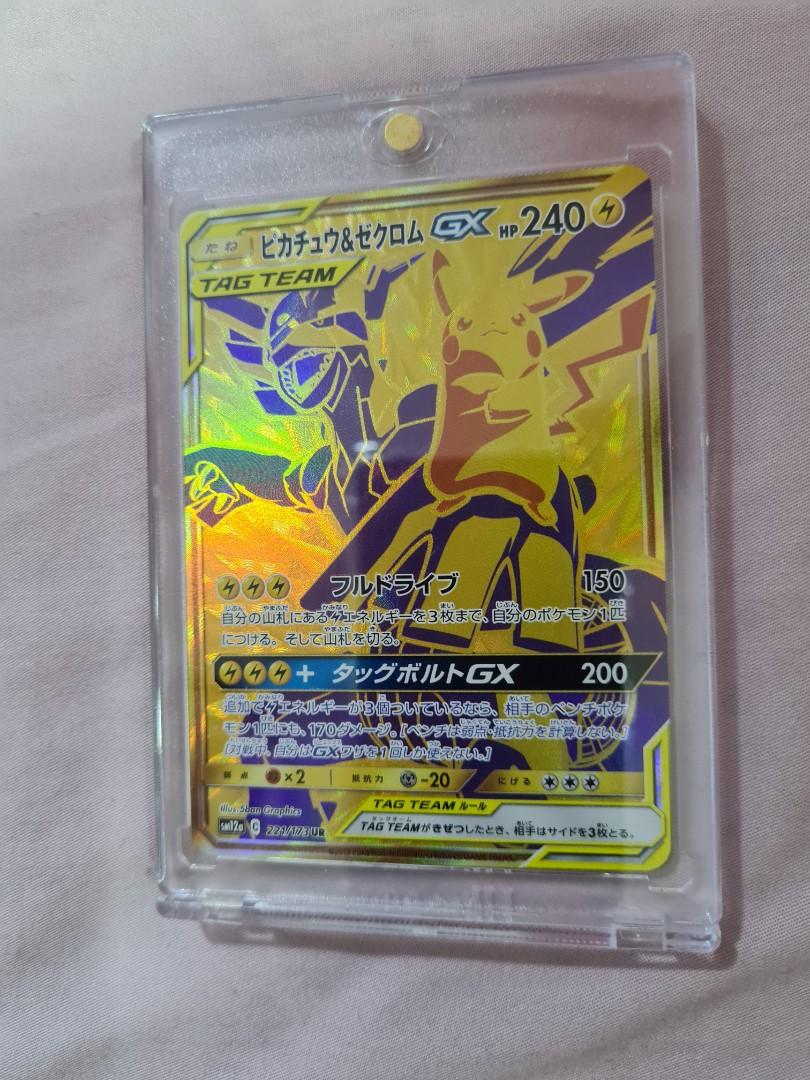 たね ピカチュウ&ゼクロムGX HP240
TAG TEAM
フルドライブ 150
自分の山札にあるエネルギーを3枚まで、自分のポケモン1匹
につける。そして山札を切る。
+ タッグボルトGX 200
追加でエネルギーが3個ついているなら、相手のベンチポケ
モン1匹にも、170ダメージ。[ベンチは弱点・抵抗力を計算しない。]
[対戦中、自分はGXワザを1回しか使えない。]
弱点 ×2 抵抗力 -20 にげる
Illus. 5ban Graphics
TAG TEAM ルール
sm12a C 221/173 UR
TAG TEAMがきぜつしたとき、相手はサイドを3枚とる。